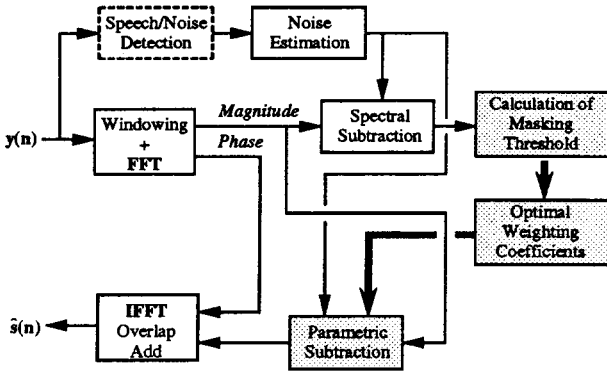 Speech/Noise
Detection
Noise
Estimation
Magnitude
Phase
y(n)
Windowing
+
FFT
Spectral
Subtraction
Calculation of
Masking
Threshold
Optimal
Weighting
Coefficients
ŝ(n)
IFFT
Overlap
Add
Parametric
Subtraction